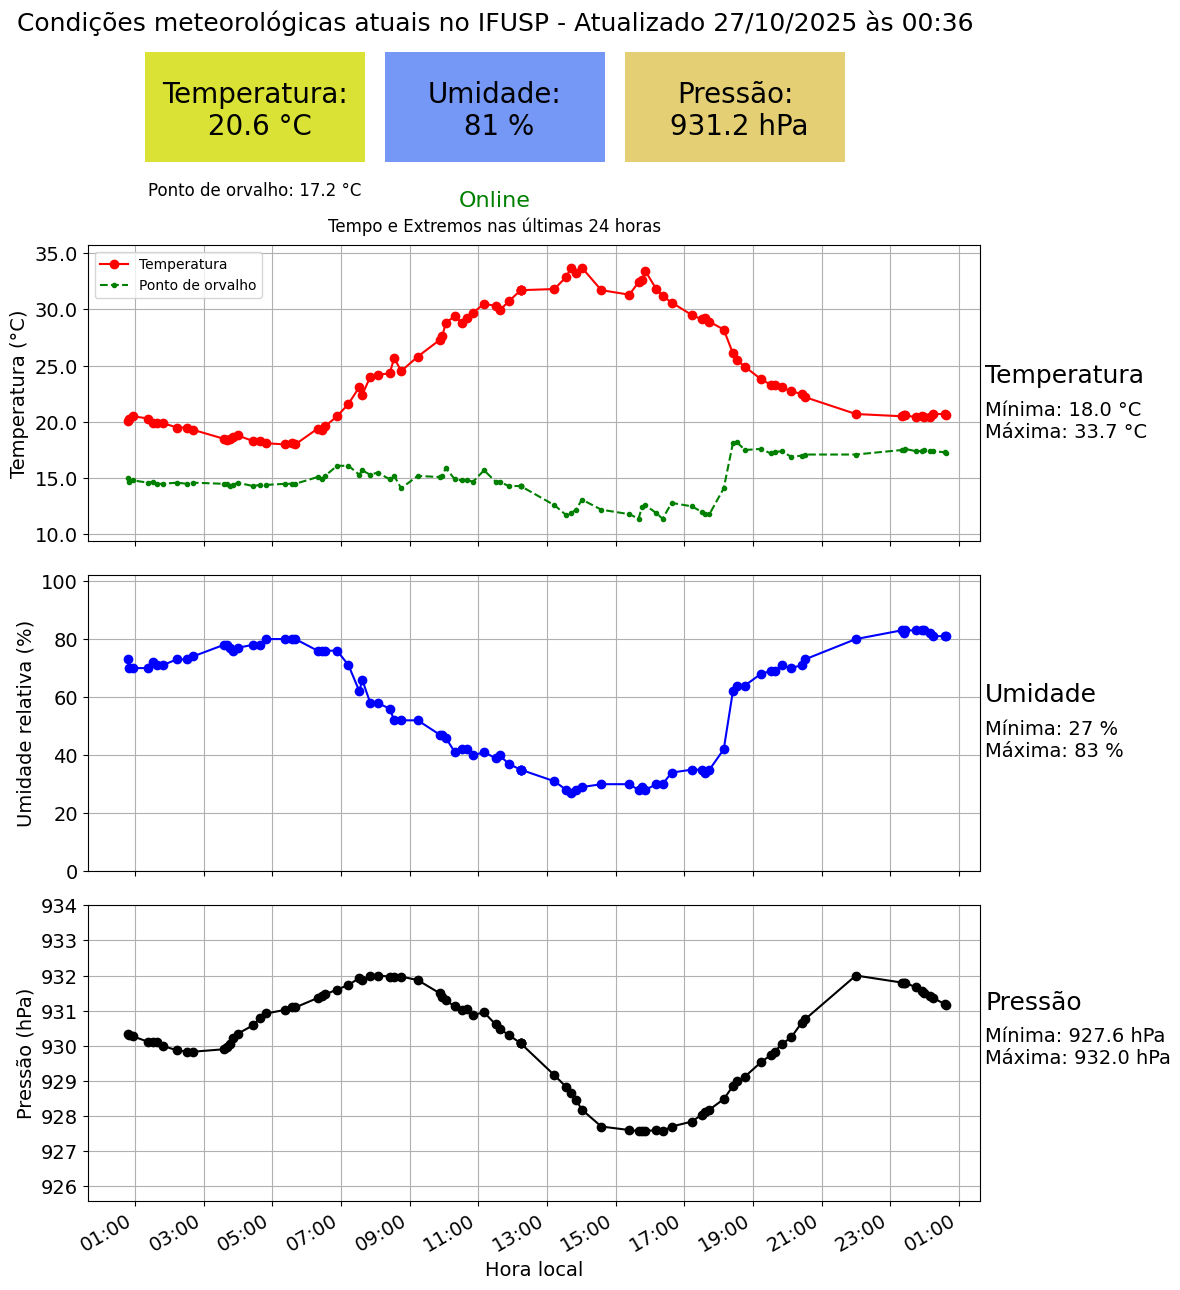 Condições meteorológicas atuais no IFUSP - Atualizado 27/10/2025 às 00:36
Temperatura:
20.6 °C
Umidade:
81 %
Pressão:
931.2 hPa
Ponto de orvalho: 17.2 °C
Online
Tempo e Extremos nas últimas 24 horas
Temperatura (°C)
35.0
30.0
25.0
20.0
15.0
10.0
Temperatura
Ponto de orvalho
Temperatura
Mínima: 18.0 °C
Máxima: 33.7 °C
Umidade relativa (%)
100
80
60
40
20
0
Umidade
Mínima: 27 %
Máxima: 83 %
Pressão (hPa)
934
933
932
931
930
929
928
927
926
Pressão
Mínima: 927.6 hPa
Máxima: 932.0 hPa
01:00
03:00
05:00
07:00
09:00
11:00
13:00
15:00
17:00
19:00
21:00
23:00
01:00
Hora local